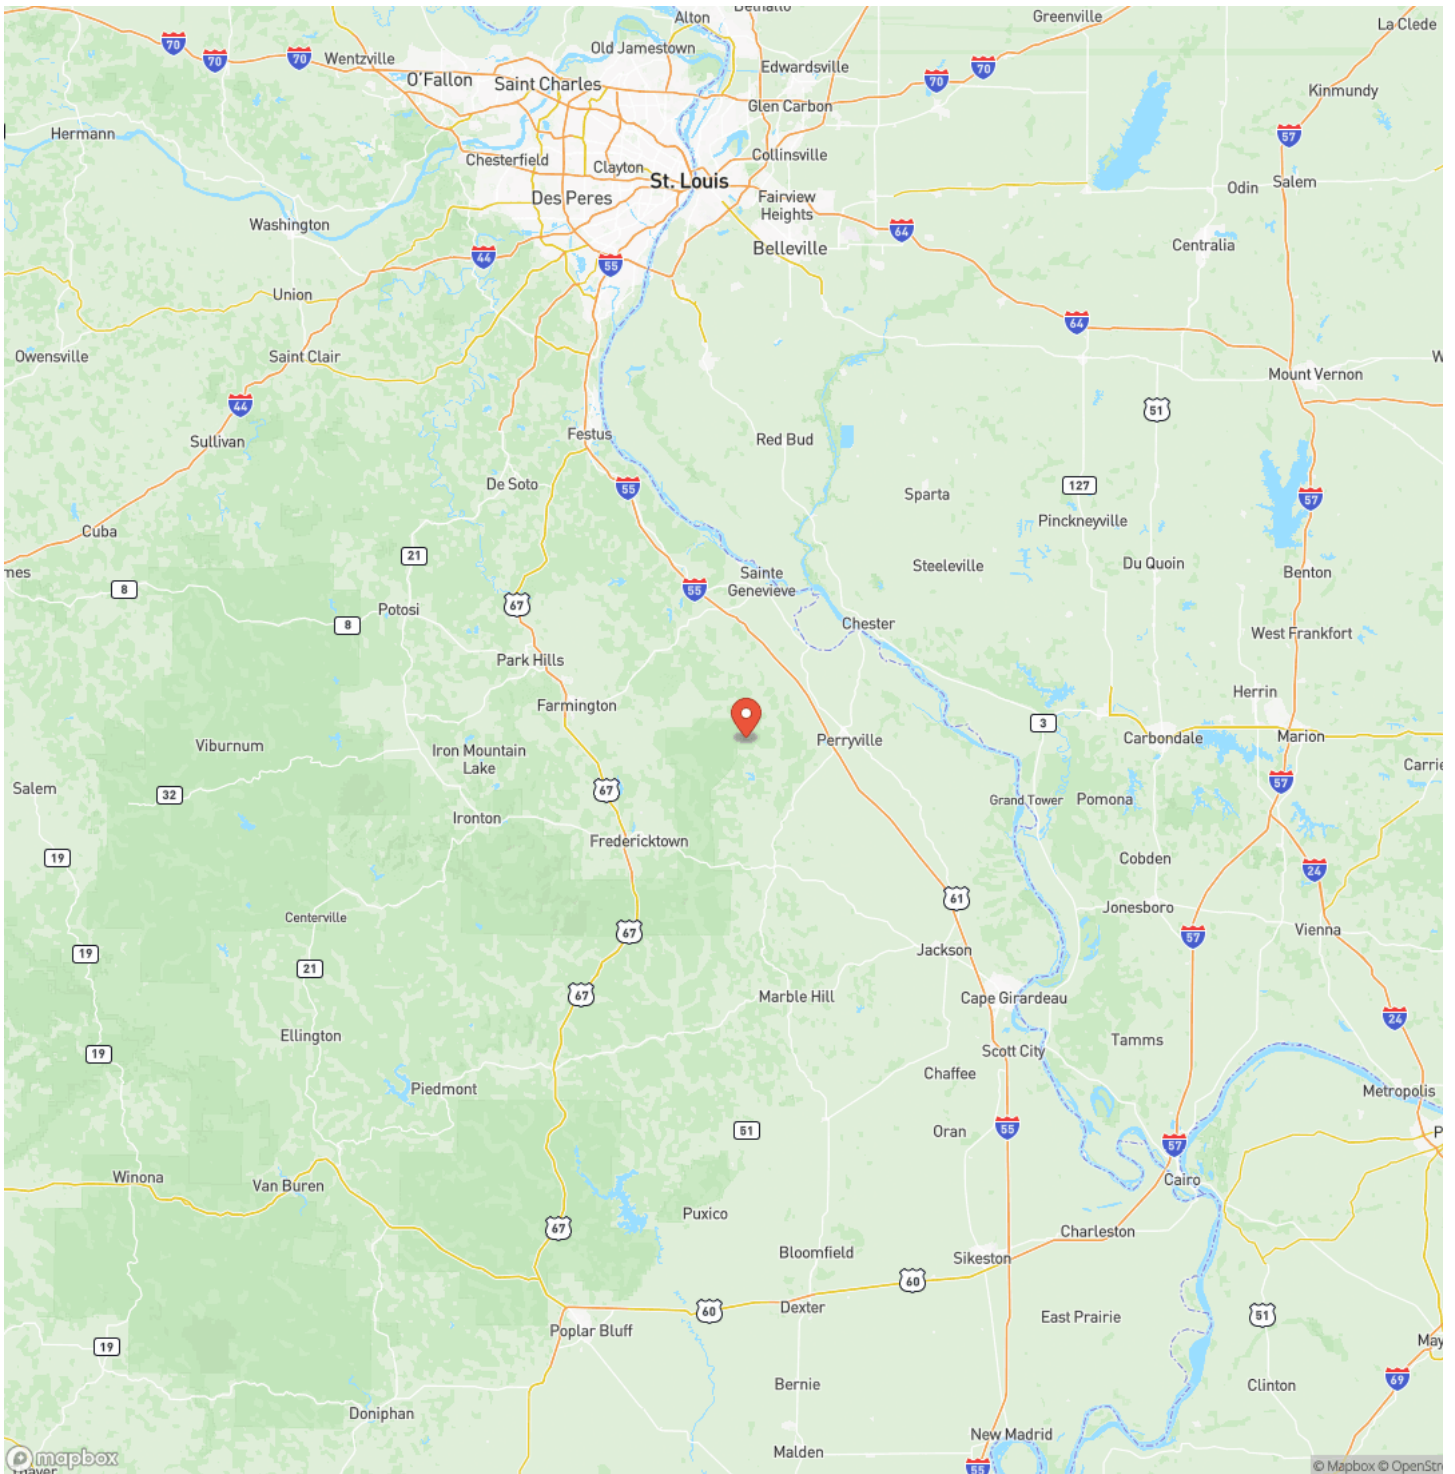 Alton
Bethalto
Greenville
La Clede
70
70
70
Wentzville
Old Jamestown
Edwardsville
70
70
O'Fallon
Saint Charles
Glen Carbon
Kinmundy
Hermann
57
Chesterfield
Clayton
Collinsville
St. Louis
Odin
Salem
Des Peres
Fairview
Heights
Washington
64
Belleville
Centralia
44
55
Union
64
Owensville
Saint Clair
W
Mount Vernon
44
51
Sullivan
Festus
Red Bud
De Soto
55
127
57
Sparta
Cuba
Pinckneyville
21
mes
8
Sainte
Genevieve
55
Steeleville
Du Quoin
Benton
67
Potosi
8
Chester
West Frankfort
Park Hills
Farmington
Herrin
3
Viburnum
Iron Mountain
Lake
Perryville
Carbondale
Marion
Carrie
Salem
32
67
57
Grand Tower
Pomona
Ironton
Fredericktown
19
Cobden
24
61
Centerville
Jonesboro
67
57
Vienna
19
21
Jackson
67
Marble Hill
Cape Girardeau
24
Ellington
19
Scott City
Tamms
Chaffee
Piedmont
Metropolis
51
Oran
55
57
P
Winona
Van Buren
Cairo
67
Puxico
Charleston
Bloomfield
Sikeston
60
60
Dexter
East Prairie
51
Poplar Bluff
19
May
69
Bernie
Clinton
Doniphan
New Madrid
Malden
mapbox
55
Thayer
© Mapbox © OpenStr